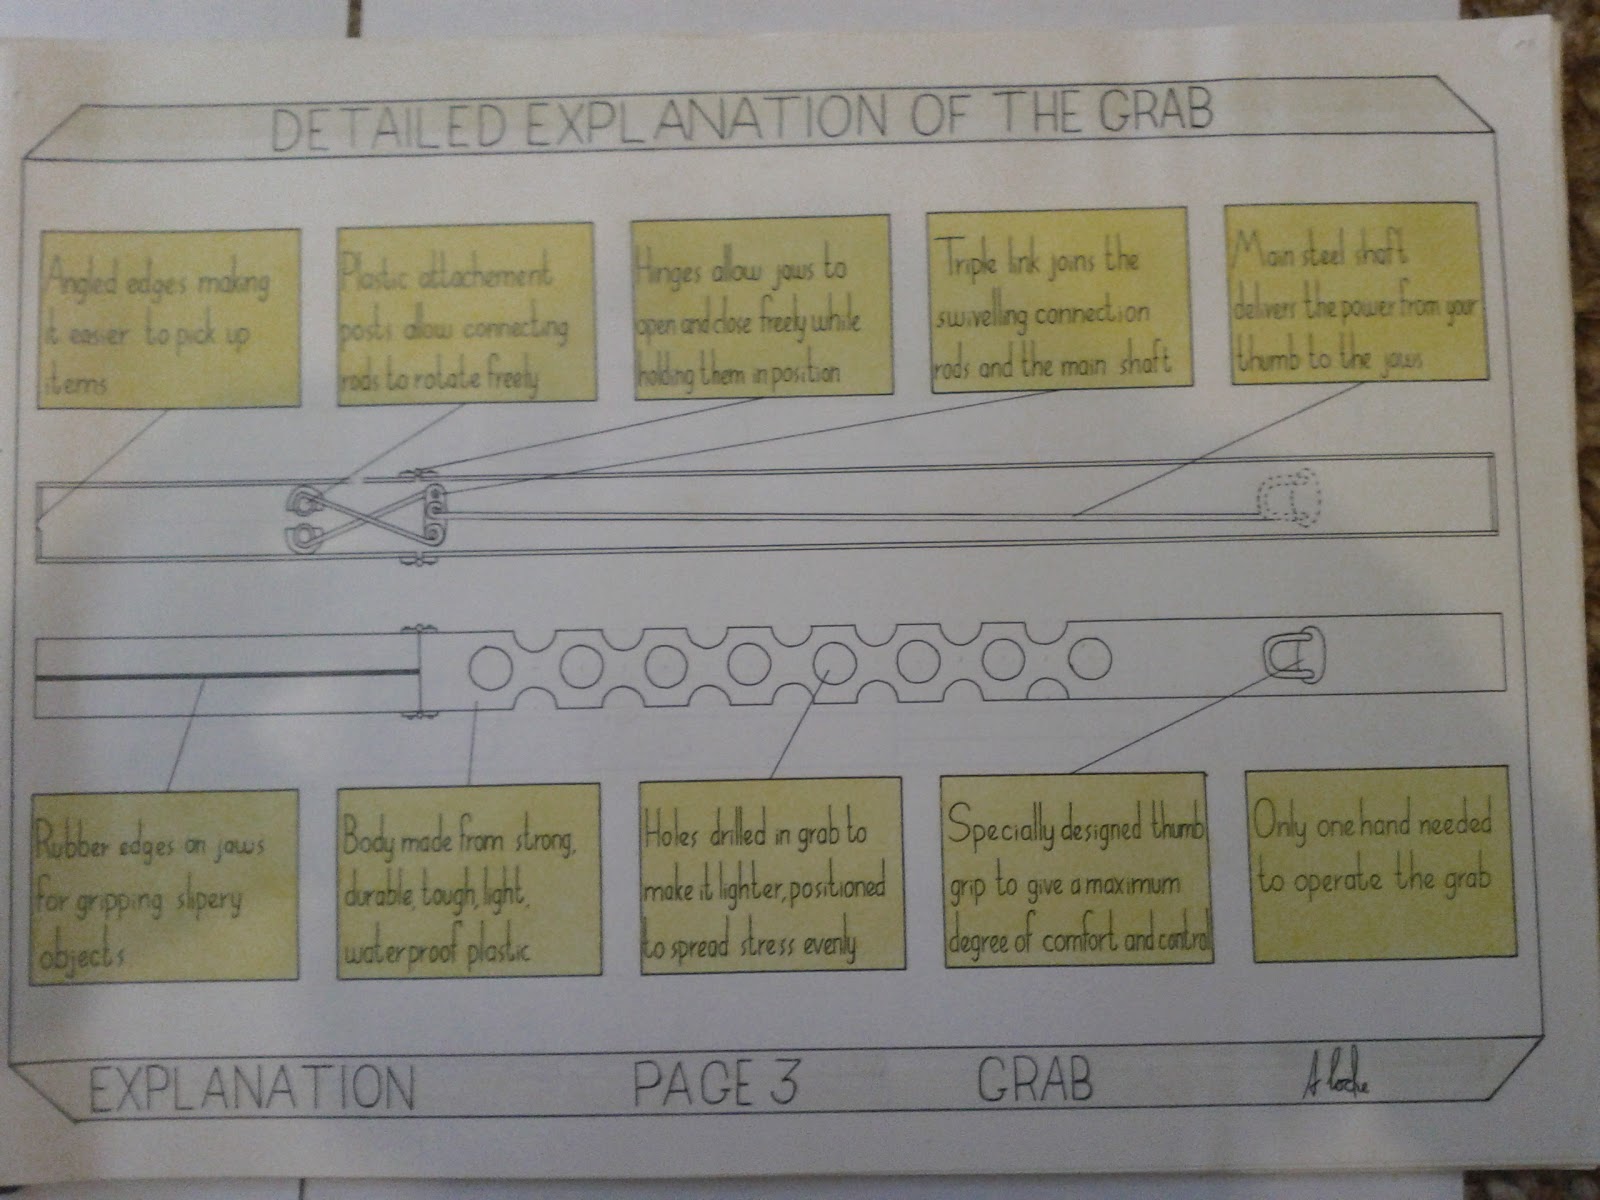 DETAILED EXPLANATION OF THE GRAB
Angled edges making
it easier to pick up
items
Plastic attachement
posts allow connecting
rods to rotate freely
Hinges allow jaws to
open and close freely while
holding them in position
Triple link joins the
swivelling connection
rods and the main shaft
Main steel shaft
delivers the power from your
thumb to the jaws
Rubber edges on jaws
for gripping slipery
objects
Body made from strong,
durable, tough, light,
waterproof plastic
Holes drilled in grab to
make it lighter, positioned
to spread stress evenly
Specially designed thumb
grip to give a maximum
degree of comfort and control
Only one hand needed
to operate the grab
EXPLANATION PAGE 3 GRAB A